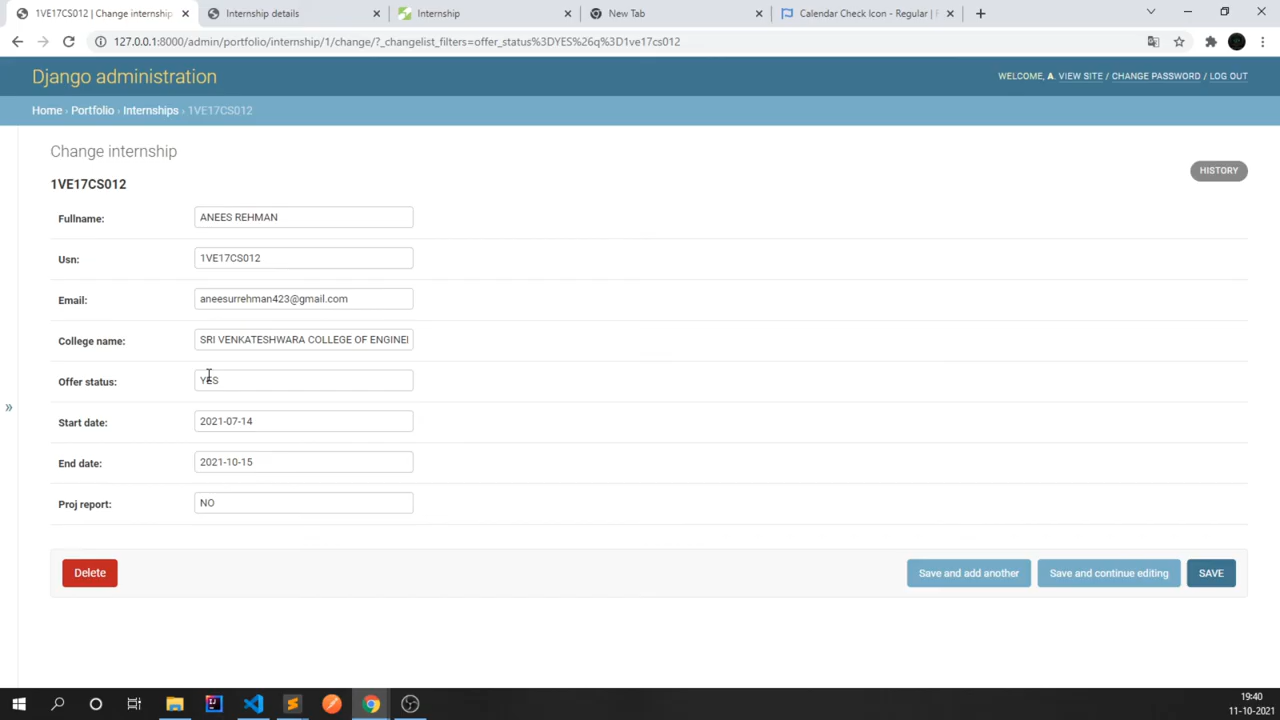 1VE17CS012 | Change internship
Internship details
Internship
New Tab
Calendar Check Icon - Regular | F
127.0.0.1:8000/admin/portfolio/internship/1/change/?_changelist_filters=offer_status%3DYES%26q%3D1ve17cs012
Django administration
WELCOME, A. VIEW SITE / CHANGE PASSWORD / LOG OUT
Home › Portfolio › Internships › 1VE17CS012
Change internship
HISTORY
1VE17CS012
Fullname: ANEES REHMAN
Usn: 1VE17CS012
Email: aneesurrehman423@gmail.com
College name: SRI VENKATESHWARA COLLEGE OF ENGINEI
Offer status: YES
Start date: 2021-07-14
»
End date: 2021-10-15
Proj report: NO
Delete
Save and add another
Save and continue editing
SAVE
19:40
11-10-2021